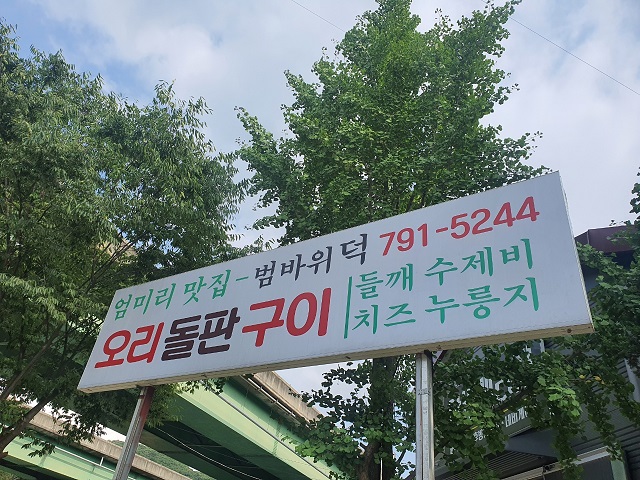 엄미리 맛집 - 범바위덕 791-5244
오리돌판구이
들깨 수제비
치즈 누룽지